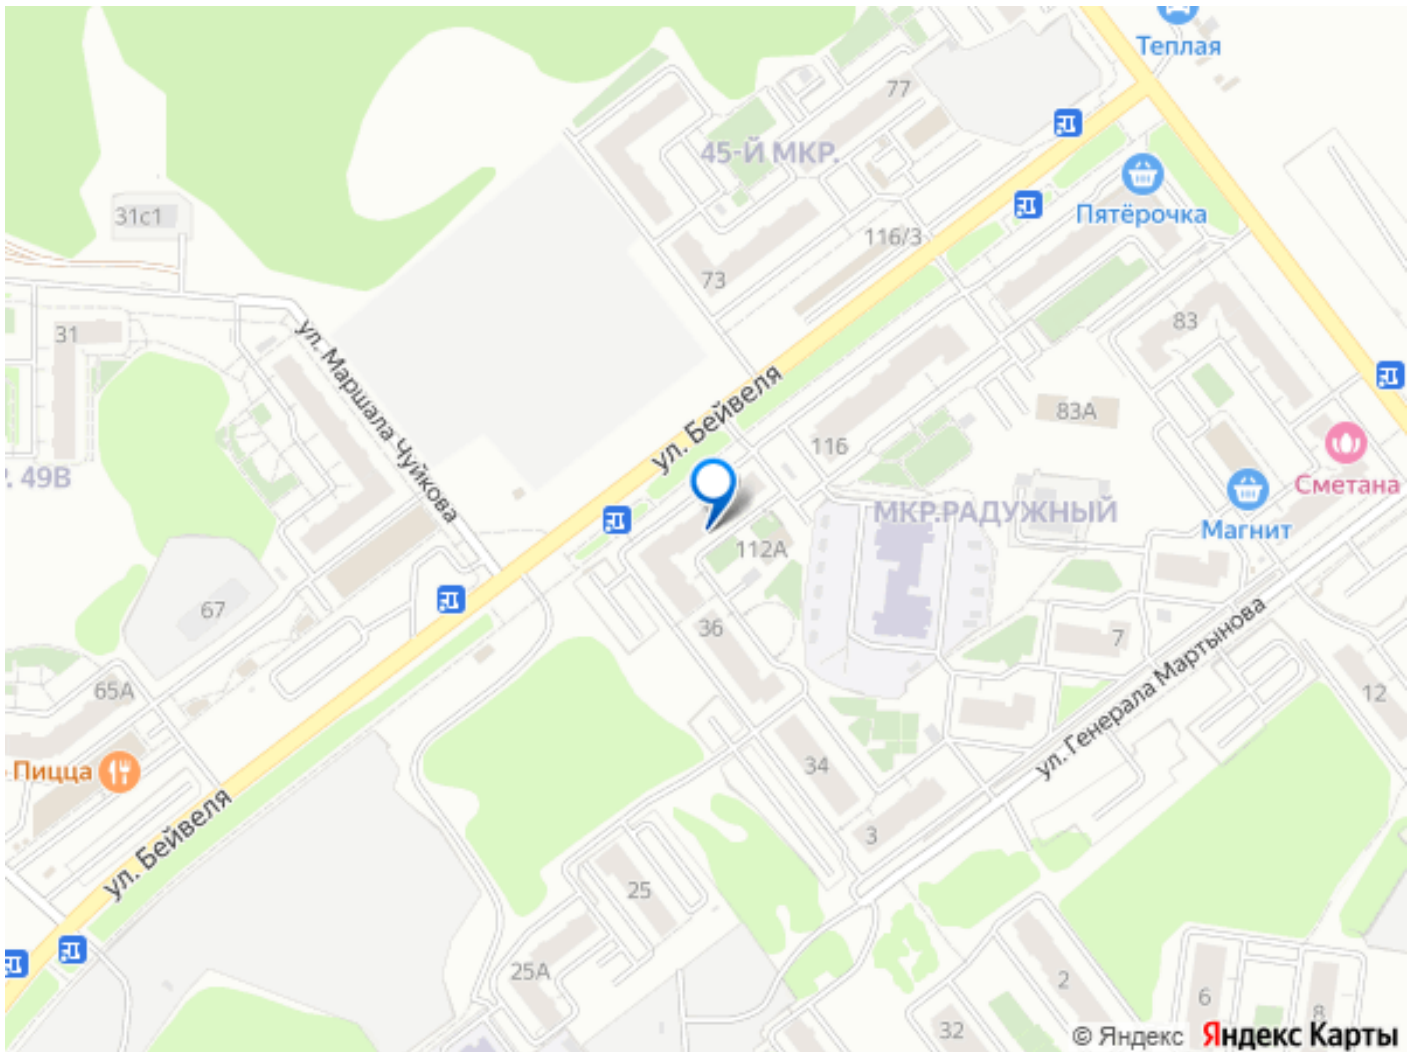 Теплая
77
45-Й МКР.
Пятёрочка
31с1
116/3
73
31
83
ул. Маршала Чуйкова
ул. Бейвеля
83А
116
Р. 49В
Сметана
МКР.РАДУЖНЫЙ
Магнит
112А
67
36
7
ул. Генерала Мартынова
65А
12
Пицца
34
3
ул. Бейвеля
25
25А
2
6
8
32
© Яндекс Яндекс Карты